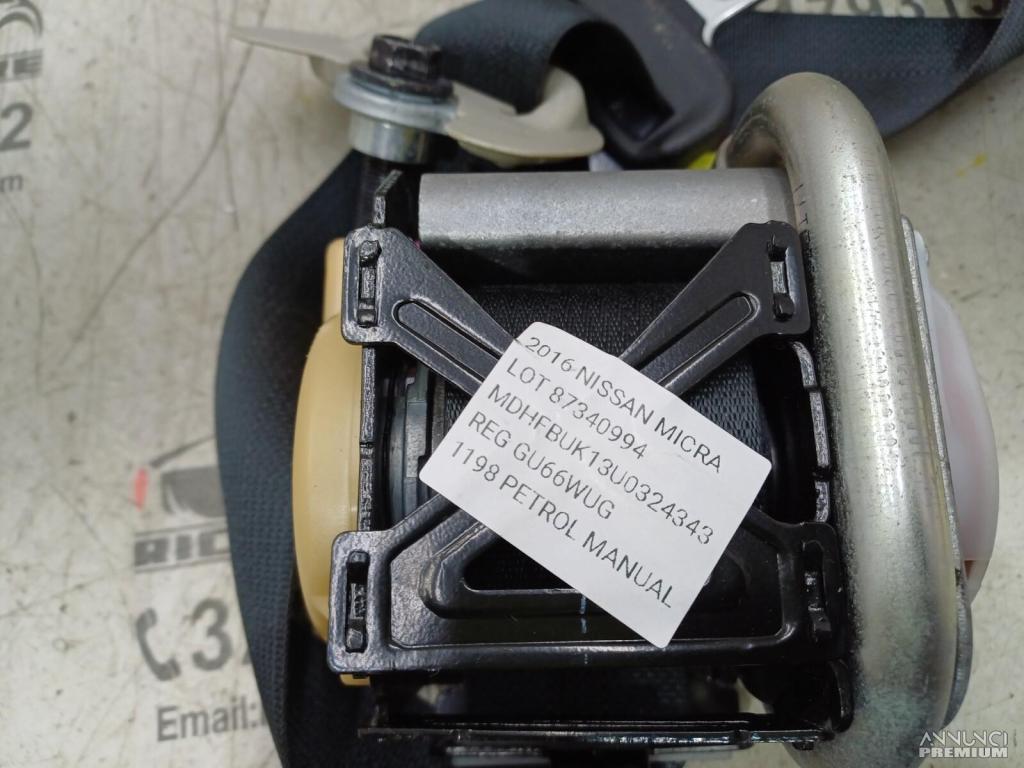 2016 NISSAN MICRA
LOT 87340994
MDHFBUK13U0324343
REG GU66WUG
1198 PETROL MANUAL
Email:
ANNUNCI
PREMIUM